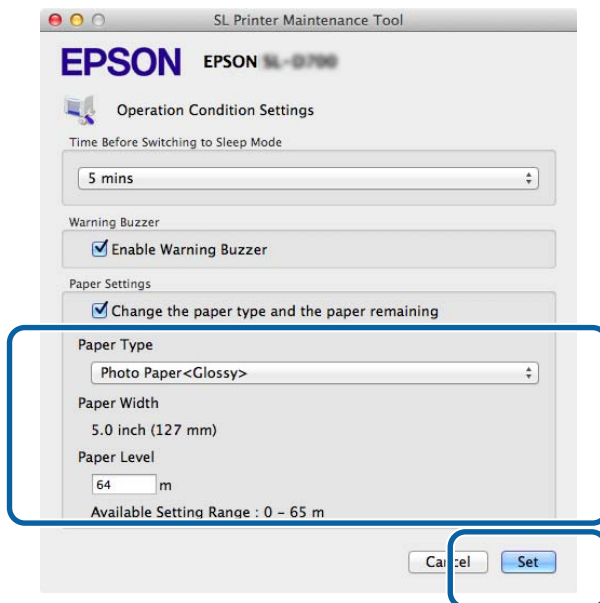 SL Printer Maintenance Tool
EPSON EPSON
Operation Condition Settings
Time Before Switching to Sleep Mode
5 mins
Warning Buzzer
Enable Warning Buzzer
Paper Settings
Change the paper type and the paper remaining
Paper Type
Photo Paper<Glossy>
Paper Width
5.0 inch (127 mm)
Paper Level
64 m
Available Setting Range : 0 – 65 m
Cancel Set